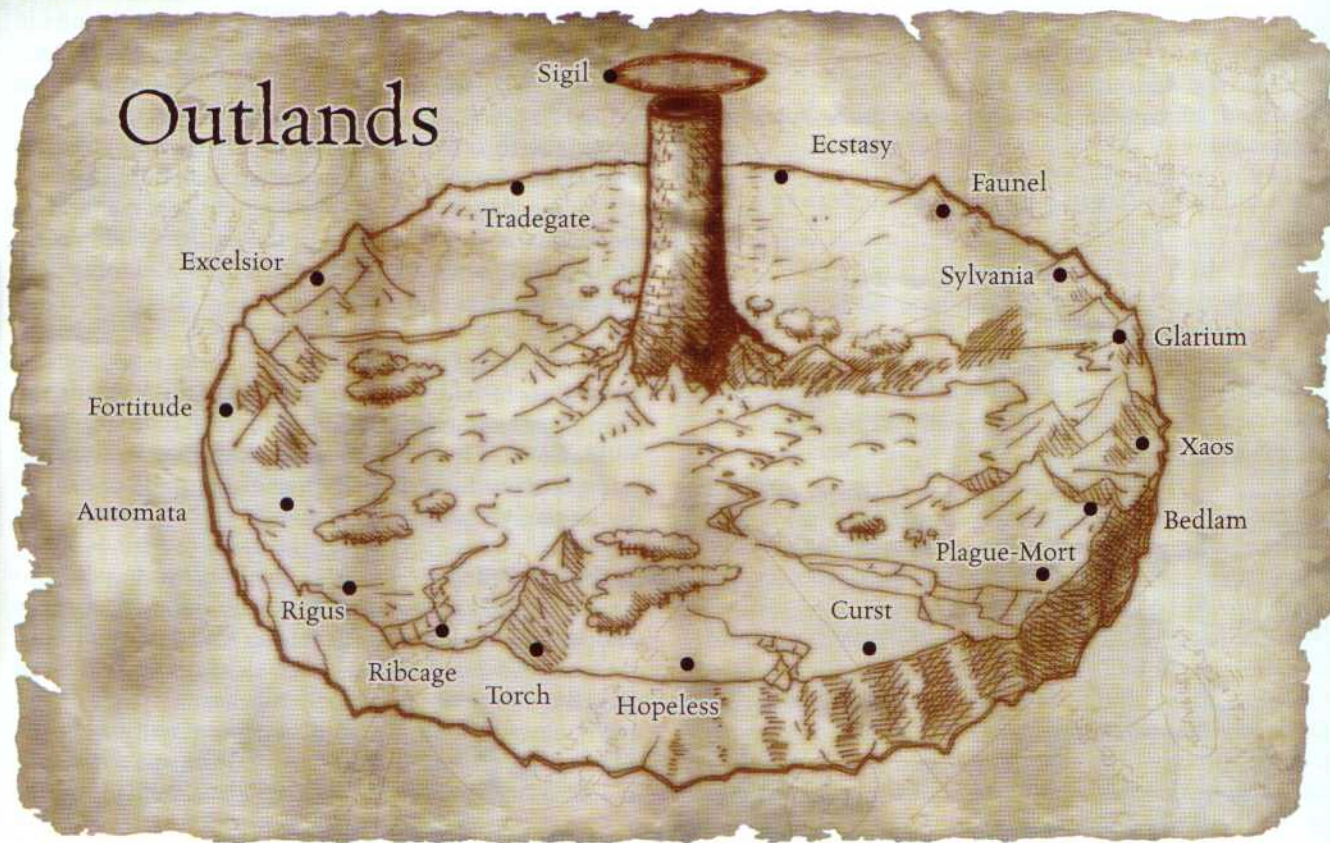 Outlands
Sigil
Ecstasy
Faunel
Tradegate
Excelsior
Sylvania
Glarium
Fortitude
Xaos
Automata
Bedlam
Plague-Mort
Rigus
Curst
Ribcage
Torch
Hopeless